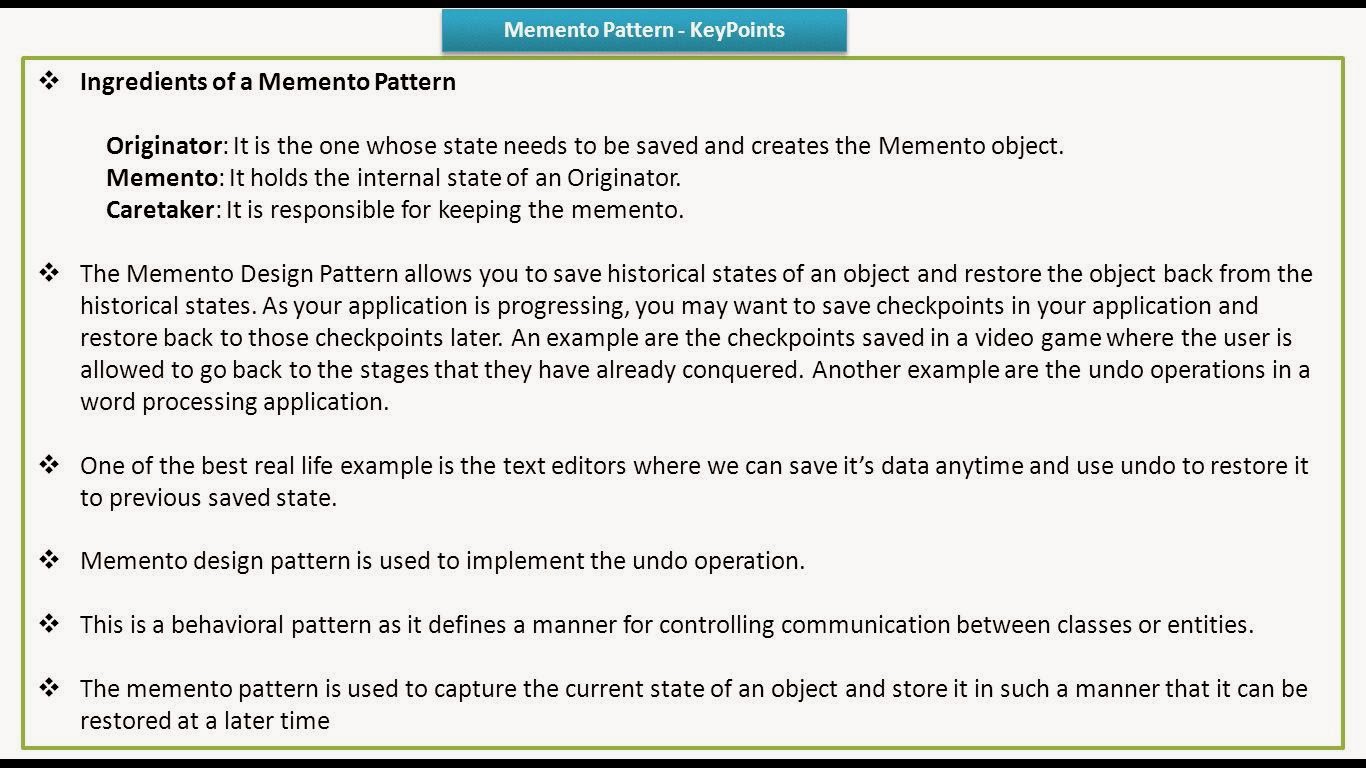 Memento Pattern - KeyPoints
❖ Ingredients of a Memento Pattern
Originator: It is the one whose state needs to be saved and creates the Memento object.
Memento: It holds the internal state of an Originator.
Caretaker: It is responsible for keeping the memento.
❖ The Memento Design Pattern allows you to save historical states of an object and restore the object back from the
historical states. As your application is progressing, you may want to save checkpoints in your application and
restore back to those checkpoints later. An example are the checkpoints saved in a video game where the user is
allowed to go back to the stages that they have already conquered. Another example are the undo operations in a
word processing application.
❖ One of the best real life example is the text editors where we can save it’s data anytime and use undo to restore it
to previous saved state.
❖ Memento design pattern is used to implement the undo operation.
❖ This is a behavioral pattern as it defines a manner for controlling communication between classes or entities.
❖ The memento pattern is used to capture the current state of an object and store it in such a manner that it can be
restored at a later time